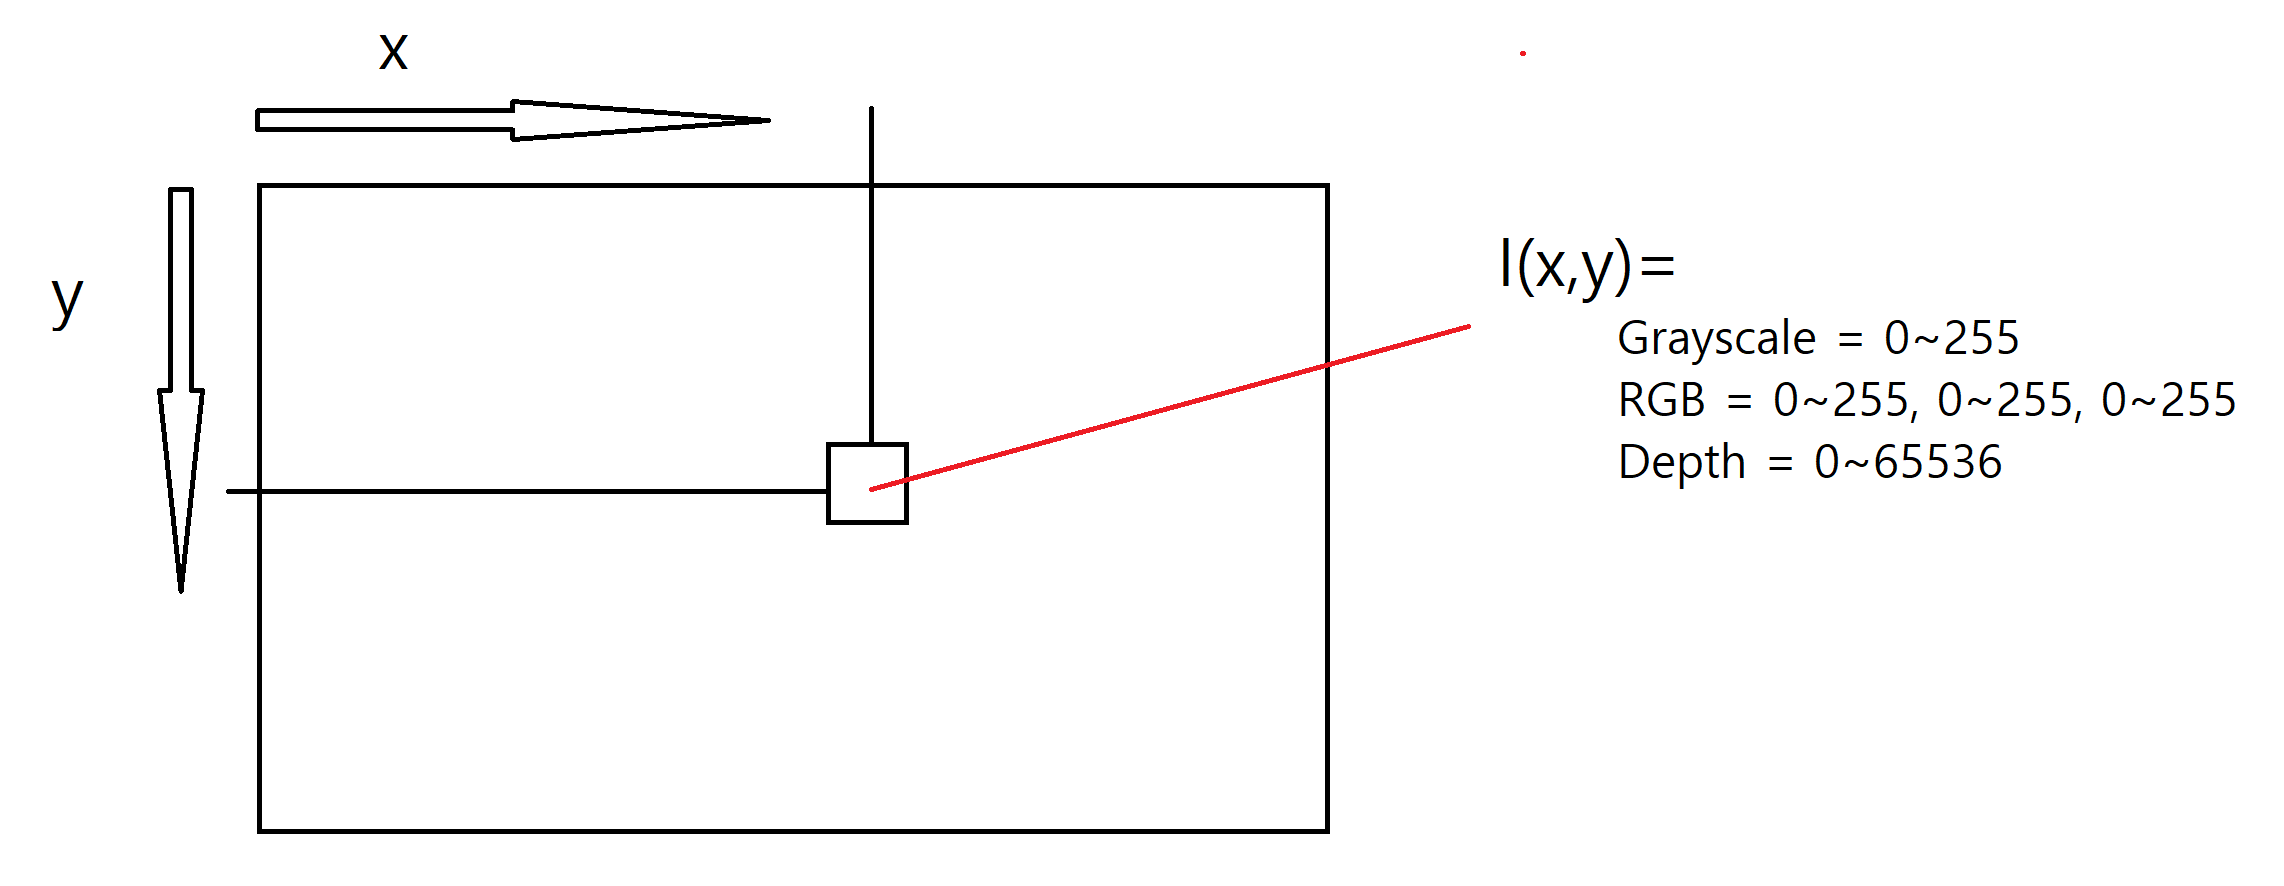 x
y
I(x,y)=
Grayscale = 0~255
RGB = 0~255, 0~255, 0~255
Depth = 0~65536